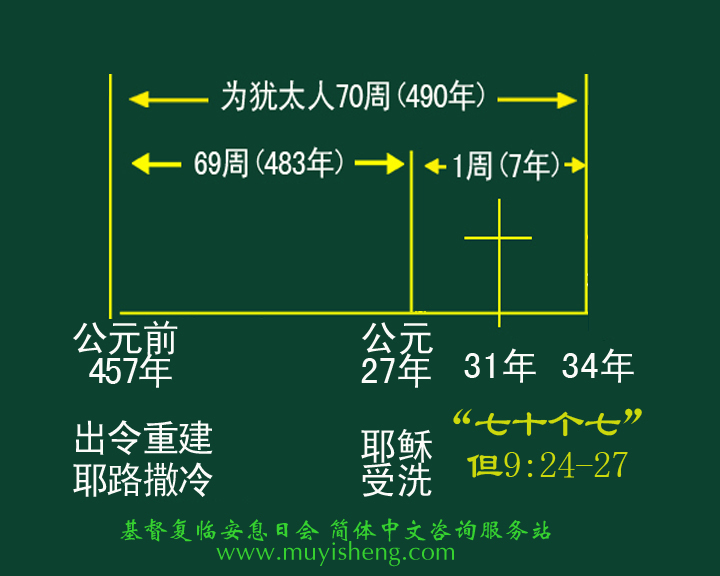 为犹太人70周(490年)
69周(483年)
1周(7年)
公元前
457年
公元
27年
31年
34年
出令重建
耶路撒冷
耶稣
受洗
“七十个七”
但9:24-27
基督复临安息日会 简体中文咨询服务站
www.muyisheng.com